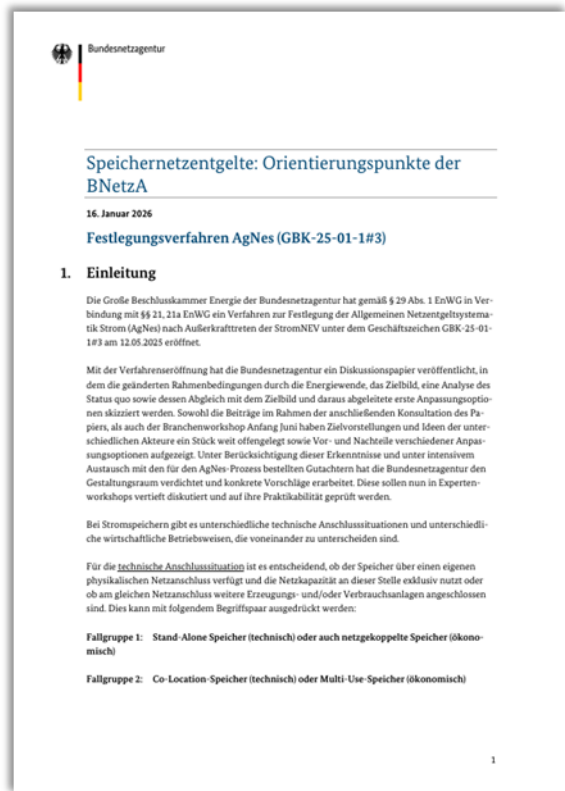 Bundesnetzagentur
Speichernetzentgelte: Orientierungspunkte der
BNetzA
16. Januar 2026
Festlegungsverfahren AgNes (GBK-25-01-1#3)
1. Einleitung
Die Große Beschlusskammer Energie der Bundesnetzagentur hat gemäß § 29 Abs. 1 EnWG in Ver-
bindung mit §§ 21, 21a EnWG ein Verfahren zur Festlegung der Allgemeinen Netzentgeltsystema-
tik Strom (AgNes) nach Außerkrafttreten der StromNEV unter dem Geschäftszeichen GBK-25-01-
1#3 am 12.05.2025 eröffnet.
Mit der Verfahrenseröffnung hat die Bundesnetzagentur ein Diskussionspapier veröffentlicht, in
dem die geänderten Rahmenbedingungen durch die Energiewende, das Zielbild, eine Analyse des
Status quo sowie dessen Abgleich mit dem Zielbild und daraus abgeleitete erste Anpassungsoptio-
nen skizziert werden. Sowohl die Beiträge im Rahmen der anschließenden Konsultation des Pa-
piers, als auch der Branchenworkshop Anfang Juni haben Zielvorstellungen und Ideen der unter-
schiedlichen Akteure ein Stück weit offengelegt sowie Vor- und Nachteile verschiedener Anpas-
sungsoptionen aufgezeigt. Unter Berücksichtigung dieser Erkenntnisse und unter intensivem
Austausch mit den für den AgNes-Prozess bestellten Gutachtern hat die Bundesnetzagentur den
Gestaltungsraum verdichtet und konkrete Vorschläge erarbeitet. Diese sollen nun in Experten-
workshops vertieft diskutiert und auf ihre Praktikabilität geprüft werden.
Bei Stromspeichern gibt es unterschiedliche technische Anschlusssituationen und unterschiedli-
che wirtschaftliche Betriebsweisen, die voneinander zu unterscheiden sind.
Für die technische Anschlusssituation ist es entscheidend, ob der Speicher über einen eigenen
physikalischen Netzanschluss verfügt und die Netzkapazität an dieser Stelle exklusiv nutzt oder
ob am gleichen Netzanschluss weitere Erzeugungs- und/oder Verbrauchsanlagen angeschlossen
sind. Dies kann mit folgendem Begriffspaar ausgedrückt werden:
Fallgruppe 1: Stand-Alone Speicher (technisch) oder auch netzgekoppelte Speicher (ökono-
misch)
Fallgruppe 2: Co-Location-Speicher (technisch) oder Multi-Use-Speicher (ökonomisch)
1